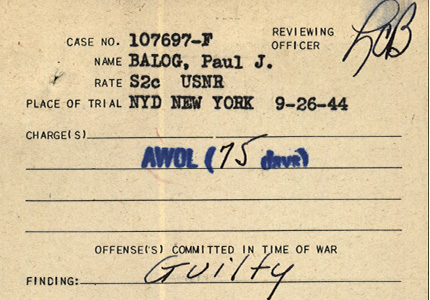 CASE NO. 107697-F REVIEWING OFFICER LCB
NAME BALOG, Paul J.
RATE S2c USNR
PLACE OF TRIAL NYD NEW YORK 9-26-44
CHARGE(S)
AWOL (75 days)
OFFENSE(S) COMMITTED IN TIME OF WAR
FINDING: Guilty